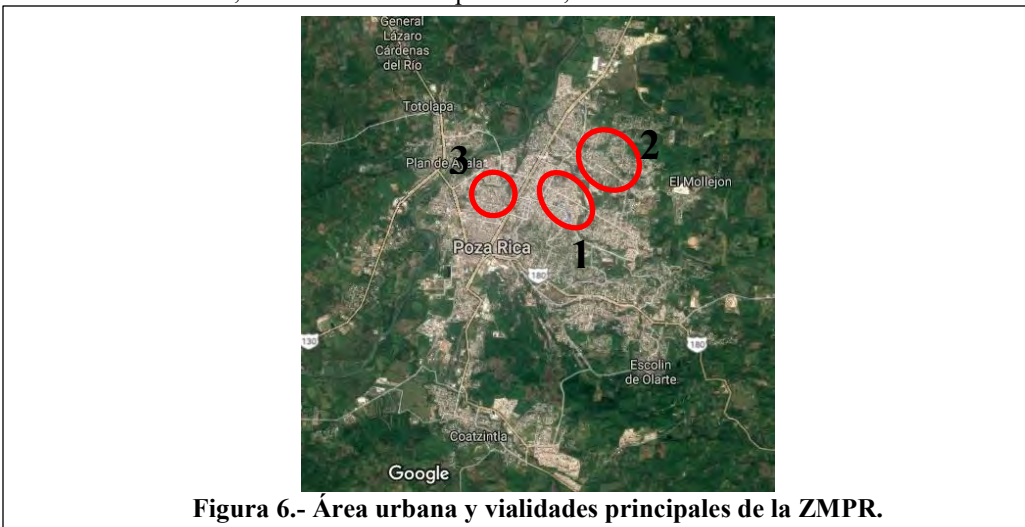 General
Lázaro
Cárdenas
del Río
Totolapa
Plan de Ayala
3
2
El Mollejon
1
Poza Rica
180
130
180
Escolin
de Olarte
Coatzintla
Google
Figura 6.- Área urbana y vialidades principales de la ZMPR.